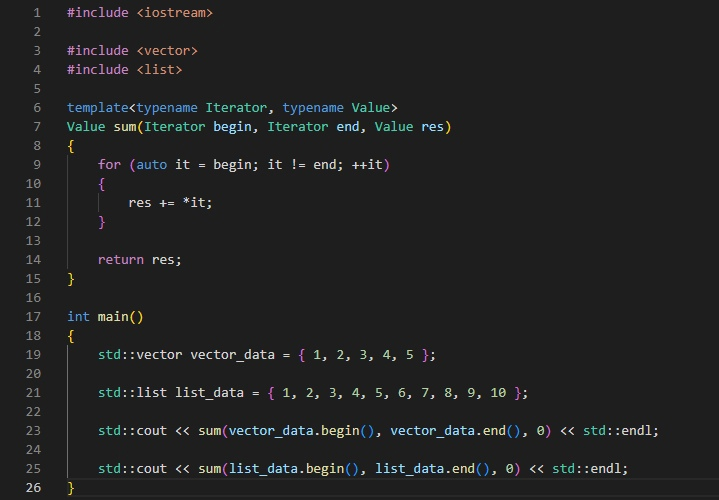 1 #include <iostream>
2
3 #include <vector>
4 #include <list>
5
6 template<typename Iterator, typename Value>
7 Value sum(Iterator begin, Iterator end, Value res)
8 {
9     for (auto it = begin; it != end; ++it)
10     {
11         res += *it;
12     }
13
14     return res;
15 }
16
17 int main()
18 {
19     std::vector vector_data = { 1, 2, 3, 4, 5 };
20
21     std::list list_data = { 1, 2, 3, 4, 5, 6, 7, 8, 9, 10 };
22
23     std::cout << sum(vector_data.begin(), vector_data.end(), 0) << std::endl;
24
25     std::cout << sum(list_data.begin(), list_data.end(), 0) << std::endl;
26 }